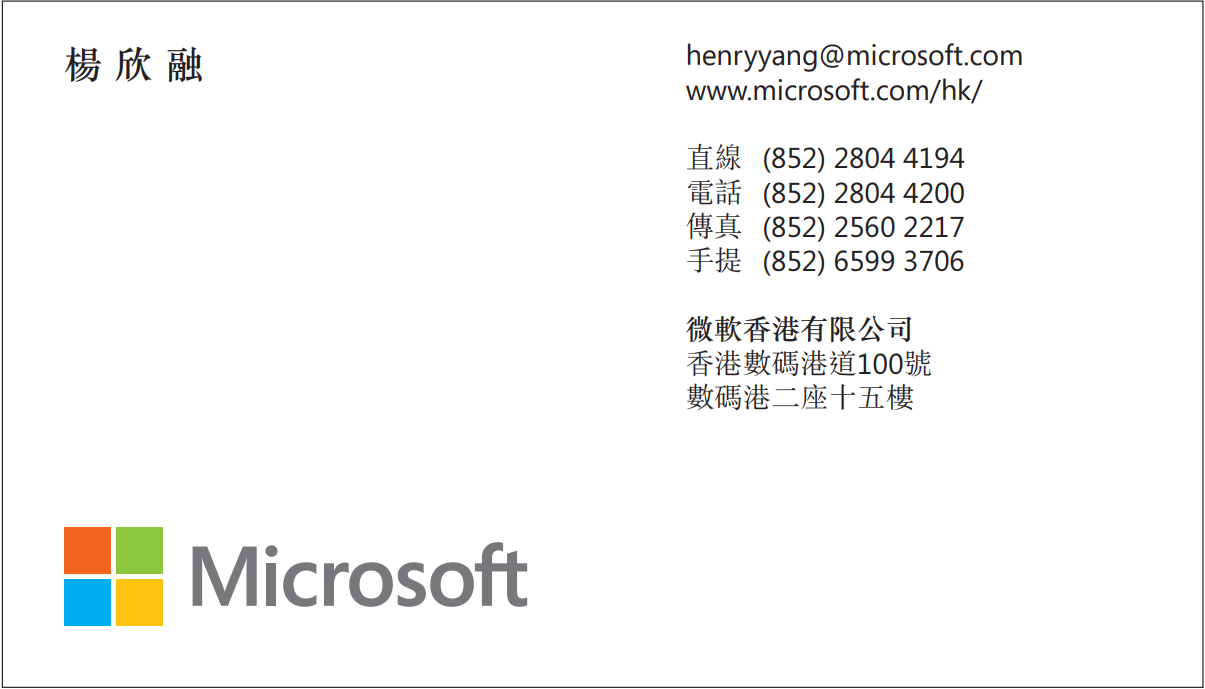 楊欣融
henryyang@microsoft.com
www.microsoft.com/hk/
直線 (852) 2804 4194
電話 (852) 2804 4200
傳真 (852) 2560 2217
手提 (852) 6599 3706
微軟香港有限公司
香港數碼港道100號
數碼港二座十五樓
Microsoft